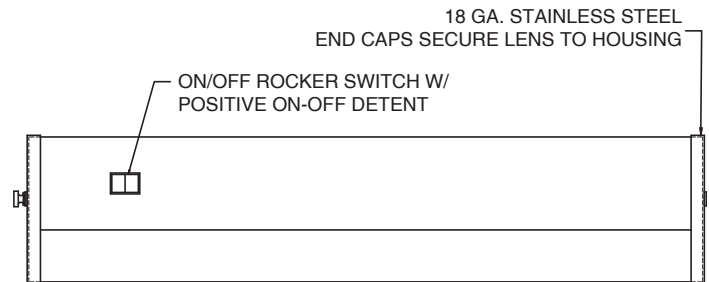 18 GA. STAINLESS STEEL
END CAPS SECURE LENS TO HOUSING
ON/OFF ROCKER SWITCH W/
POSITIVE ON-OFF DETENT